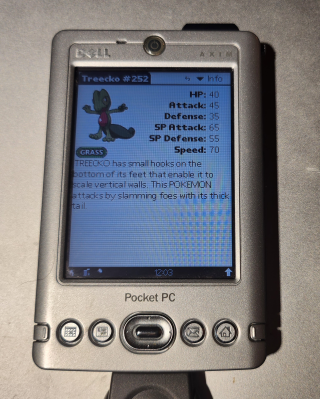 DELL
AXIM
Treecko #252
Info
HP: 40
Attack: 45
Defense: 35
SP Attack: 65
SP Defense: 55
Speed: 70
GRASS
TREECKO has small hooks on the
bottom of its feet that enable it to
scale vertical walls. This POKEMON
attacks by slamming foes with its thick
tail.
12:03
Pocket PC